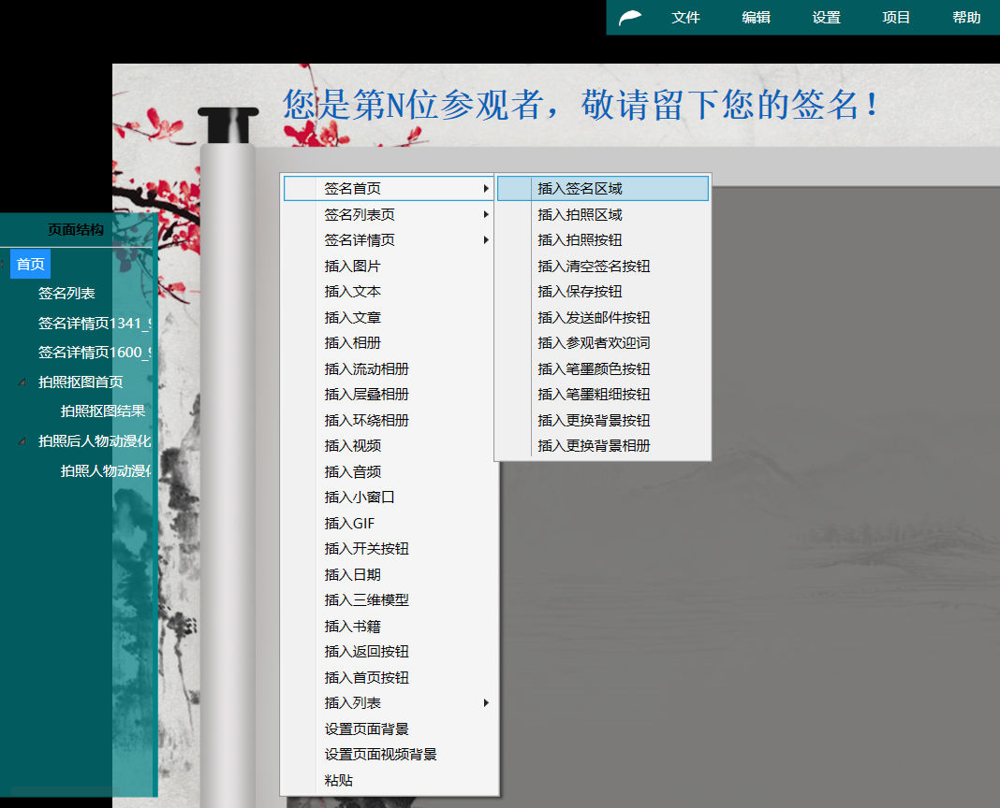 文件 编辑 设置 项目 帮助
您是第N位参观者，敬请留下您的签名！
页面结构
首页
签名列表
签名详情页1341_9
签名详情页1600_9
拍照抠图首页
拍照抠图结果
拍照后人物动漫化
拍照人物动漫化
签名首页
签名列表页
签名详情页
插入图片
插入文本
插入文章
插入相册
插入流动相册
插入层叠相册
插入环绕相册
插入视频
插入音频
插入小窗口
插入GIF
插入开关按钮
插入日期
插入三维模型
插入书籍
插入返回按钮
插入首页按钮
插入列表
设置页面背景
设置页面视频背景
粘贴
插入签名区域
插入拍照区域
插入拍照按钮
插入清空签名按钮
插入保存按钮
插入发送邮件按钮
插入参观者欢迎词
插入笔墨颜色按钮
插入笔墨粗细按钮
插入更换背景按钮
插入更换背景相册